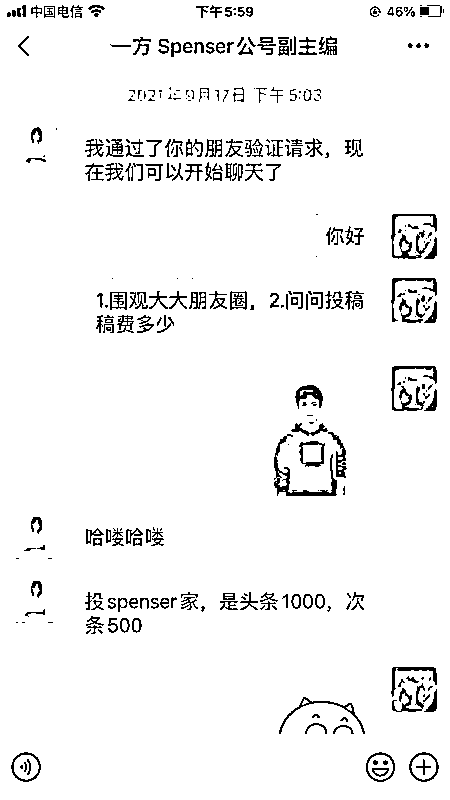 中国电信 下午5:59 46%
一方 Spenser公号副主编
2021年9月17日 下午5:03
我通过了你的朋友验证请求，现
在我们可以开始聊天了
你好
1.围观大大朋友圈，2.问问投稿
稿费多少
哈喽哈喽
投spenser家，是头条1000，次
条500